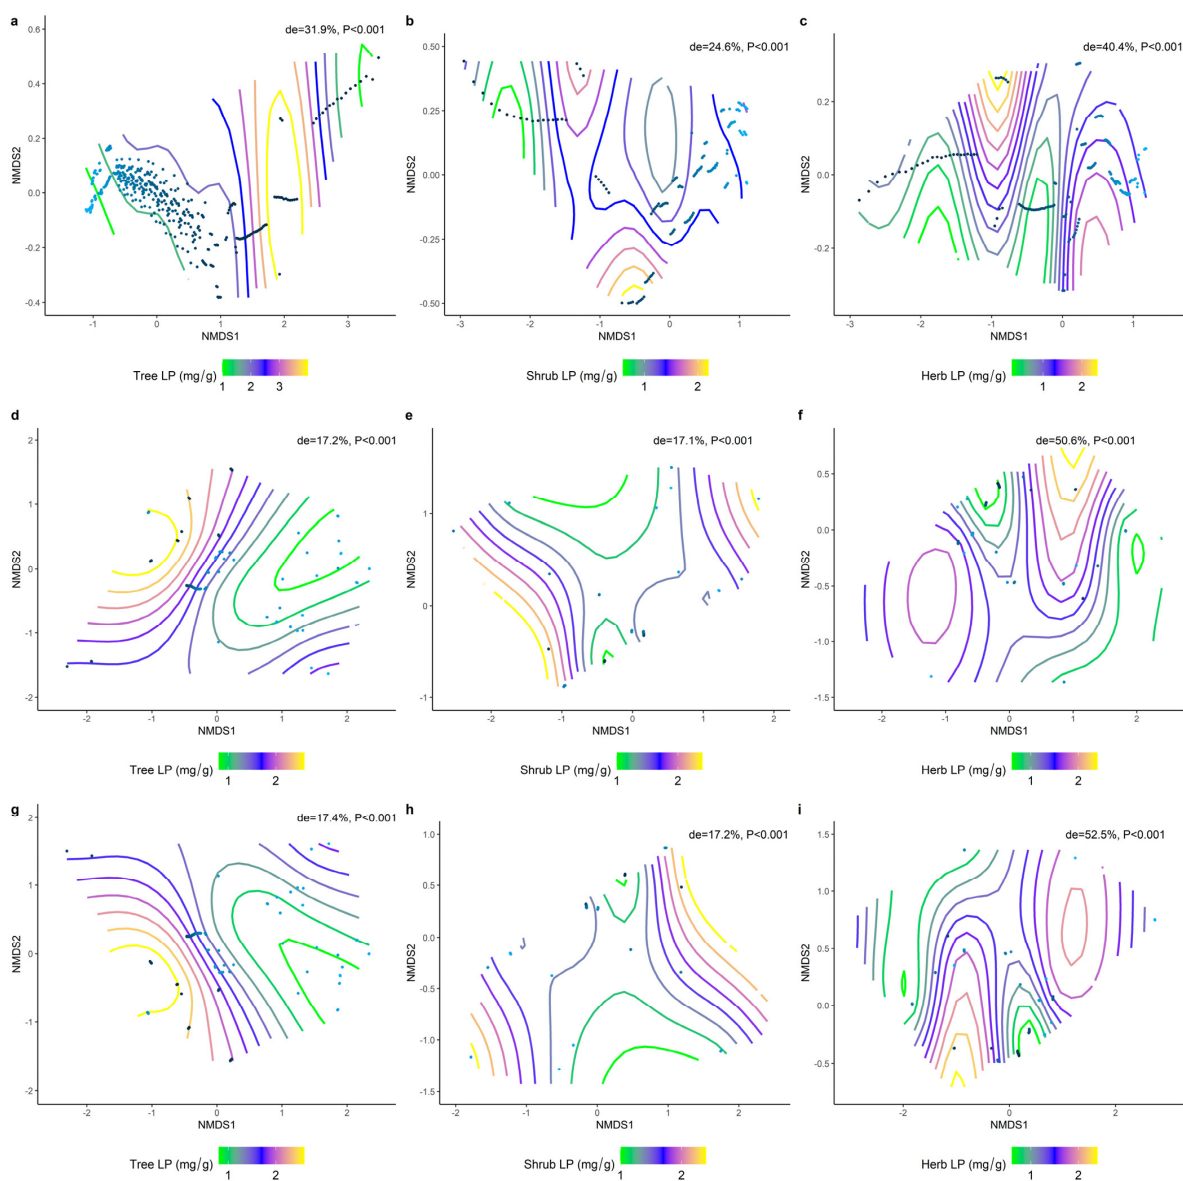 a
de=31.9%, P<0.001
0.6
0.4
0.2
0.0
-0.2
-0.4
NMDS2
-1 0 1 2 3
NMDS1
Tree LP (mg/g)
1 2 3
b
de=24.6%, P<0.001
0.50
0.25
0.00
-0.25
-0.50
NMDS2
-3 -2 -1 0 1
NMDS1
Shrub LP (mg/g)
1 2
c
de=40.4%, P<0.001
0.2
0.0
-0.2
NMDS2
-3 -2 -1 0 1
NMDS1
Herb LP (mg/g)
1 2
d
de=17.2%, P<0.001
2
1
0
-1
-2
NMDS2
-2 -1 0 1 2
NMDS1
Tree LP (mg/g)
1 2
e
de=17.1%, P<0.001
1
0
-1
NMDS2
-2 -1 0 1 2
NMDS1
Shrub LP (mg/g)
1 2
f
de=50.6%, P<0.001
0.5
0.0
-0.5
-1.0
-1.5
NMDS2
-2 -1 0 1 2
NMDS1
Herb LP (mg/g)
1 2
g
de=17.4%, P<0.001
2
1
0
-1
-2
NMDS2
-2 -1 0 1 2
NMDS1
Tree LP (mg/g)
1 2
h
de=17.2%, P<0.001
1.0
0.5
0.0
-0.5
-1.0
-1.5
NMDS2
-2 -1 0 1 2
NMDS1
Shrub LP (mg/g)
1 2
i
de=52.5%, P<0.001
1.5
1.0
0.5
0.0
-0.5
NMDS2
-2 0 2
NMDS1
Herb LP (mg/g)
1 2